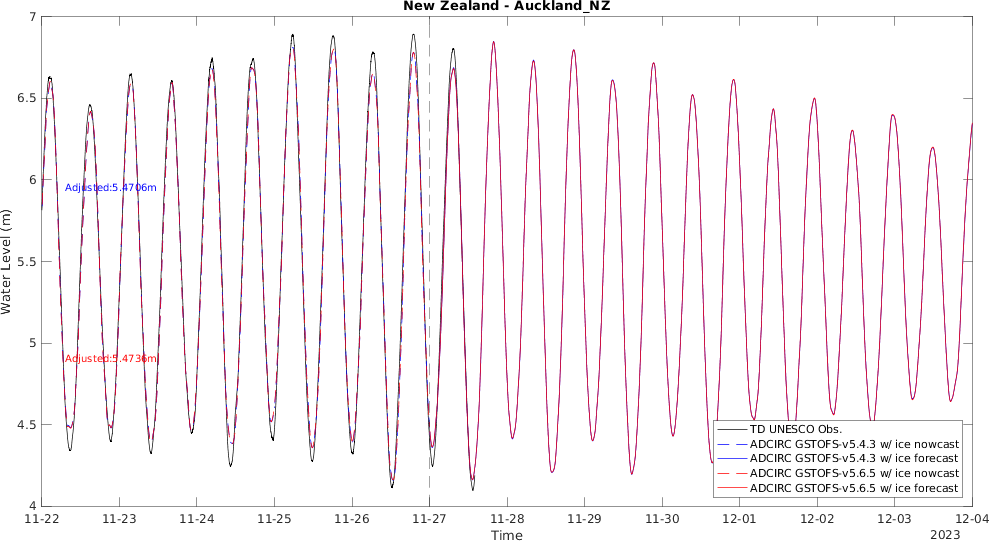 New Zealand - Auckland_NZ
7
6.5
6
5.5
5
4.5
4
Water Level (m)
Adjusted:5.4706m
Adjusted:5.4736m
TD UNESCO Obs.
ADCIRC GSTOFS-v5.4.3 w/ ice nowcast
ADCIRC GSTOFS-v5.4.3 w/ ice forecast
ADCIRC GSTOFS-v5.6.5 w/ ice nowcast
ADCIRC GSTOFS-v5.6.5 w/ ice forecast
11-22 11-23 11-24 11-25 11-26 11-27 11-28 11-29 11-30 12-01 12-02 12-03 12-04
Time
2023